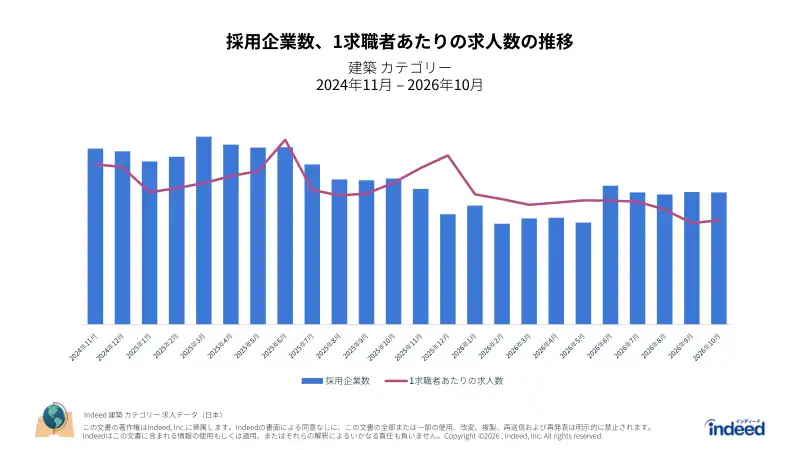 採用企業数、1求職者あたりの求人数の推移
建築 カテゴリー
2024年11月 – 2026年10月
2024年11月
2024年12月
2025年1月
2025年2月
2025年3月
2025年4月
2025年5月
2025年6月
2025年7月
2025年8月
2025年9月
2025年10月
2025年11月
2025年12月
2026年1月
2026年2月
2026年3月
2026年4月
2026年5月
2026年6月
2026年7月
2026年8月
2026年9月
2026年10月
採用企業数 1求職者あたりの求人数
Indeed 建築 カテゴリー 求人データ（日本）
この文書の著作権はIndeed, Inc.に帰属します。Indeedの書面による同意なしに、この文書の全部または一部の使用、改変、複製、再送信および再発表は明示的に禁止されます。
Indeedはこの文書に含まれる情報の使用もしくは適用、またはそれらの解釈によるいかなる責任も負いません。Copyright ©2026 , Indeed, Inc. All rights reserved.
インディード
indeed